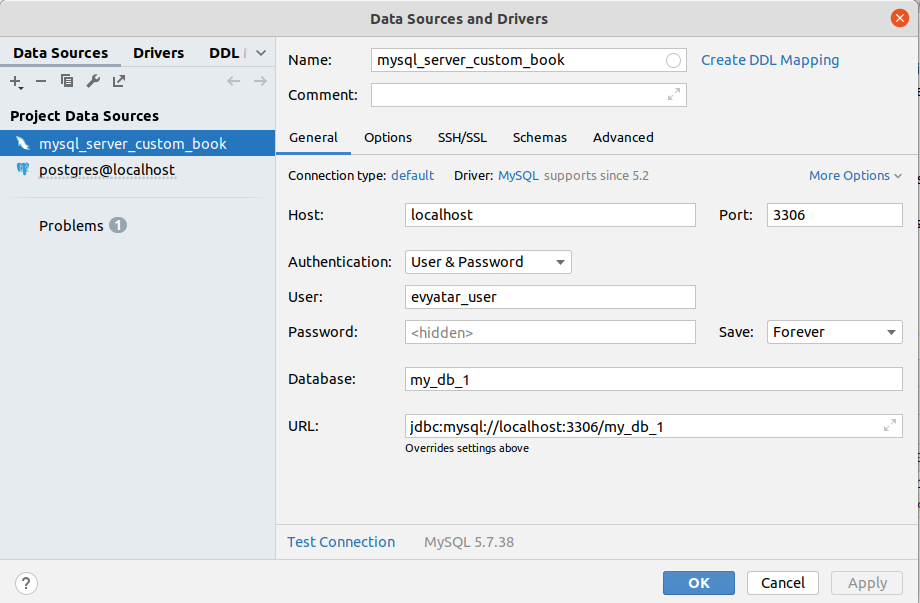 Data Sources and Drivers
Data Sources Drivers DDL
Project Data Sources
mysql_server_custom_book
postgres@localhost
Problems 1
Name: mysql_server_custom_book Create DDL Mapping
Comment:
General Options SSH/SSL Schemas Advanced
Connection type: default Driver: MySQL supports since 5.2 More Options
Host: localhost Port: 3306
Authentication: User & Password
User: evyatar_user
Password: <hidden> Save: Forever
Database: my_db_1
URL: jdbc:mysql://localhost:3306/my_db_1
Overrides settings above
Test Connection MySQL 5.7.38
? OK Cancel Apply